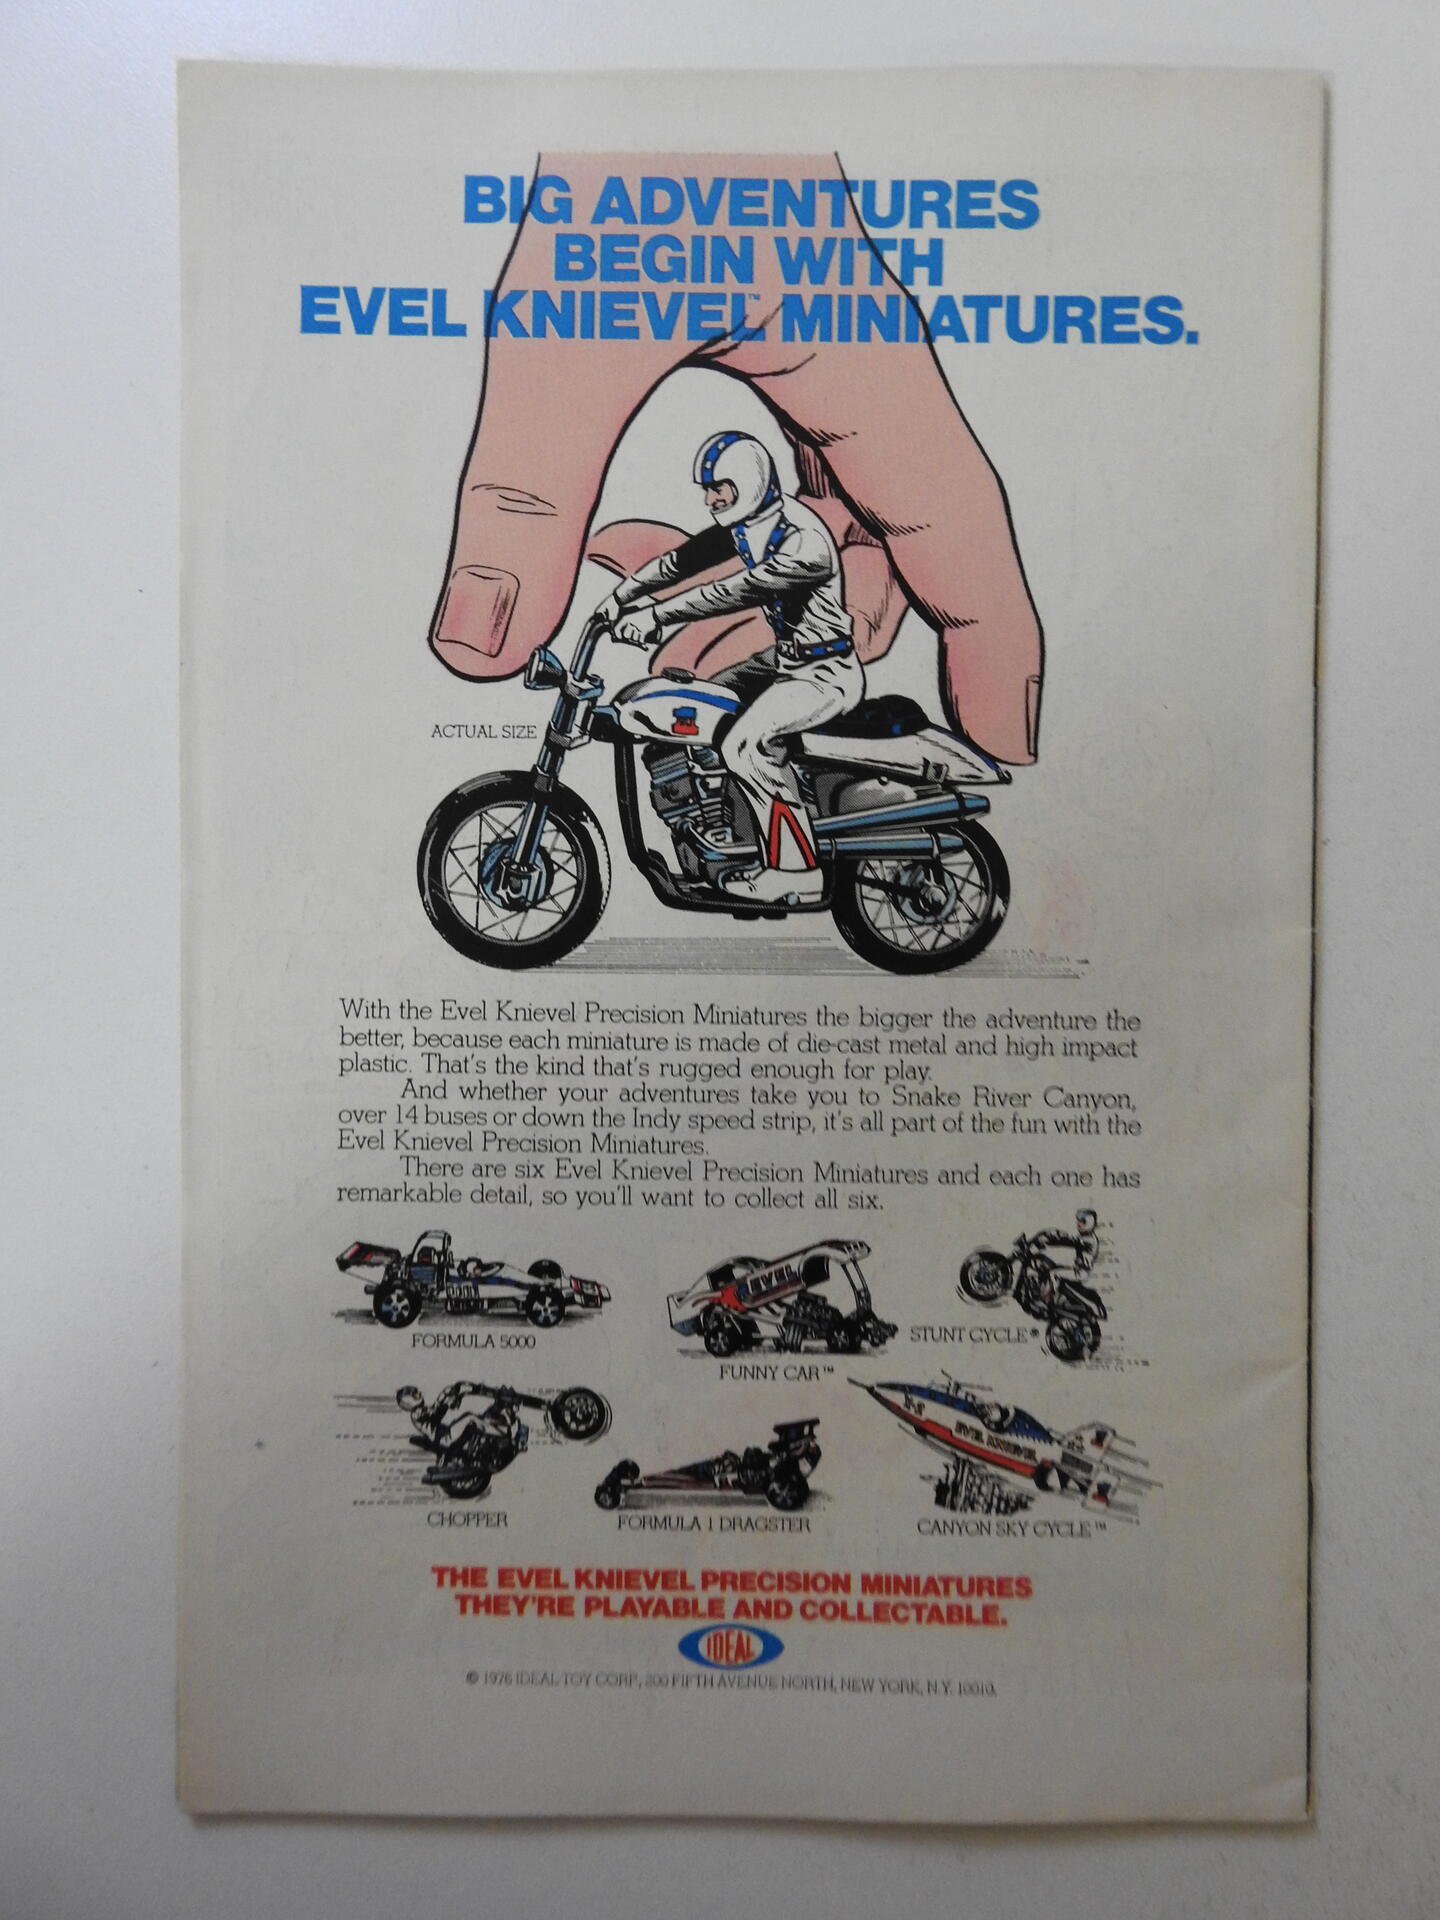 BIG ADVENTURES
BEGIN WITH
EVEL KNIEVEL™ MINIATURES.
ACTUAL SIZE
With the Evel Knievel Precision Miniatures the bigger the adventure the
better, because each miniature is made of die-cast metal and high impact
plastic. That's the kind that's rugged enough for play.
And whether your adventures take you to Snake River Canyon,
over 14 buses or down the Indy speed strip, it's all part of the fun with the
Evel Knievel Precision Miniatures.
There are six Evel Knievel Precision Miniatures and each one has
remarkable detail, so you'll want to collect all six.
EVEL
FORMULA 5000
FUNNY CAR™
STUNT CYCLE®
X-2
EVEL KNIEVEL
CHOPPER
FORMULA 1 DRAGSTER
CANYON SKY CYCLE™
THE EVEL KNIEVEL PRECISION MINIATURES
THEY'RE PLAYABLE AND COLLECTABLE.
IDEAL
© 1976 IDEAL TOY CORP., 200 FIFTH AVENUE NORTH, NEW YORK, N.Y. 10010.